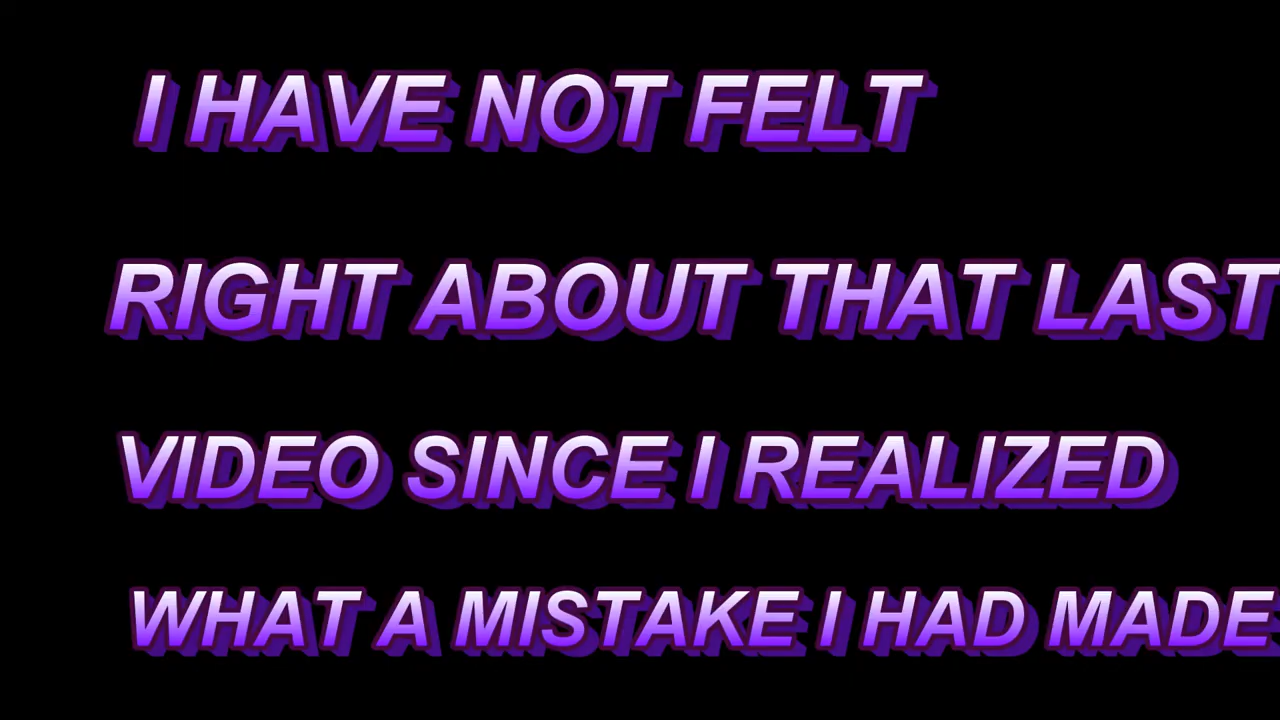 I HAVE NOT FELT
RIGHT ABOUT THAT LAST
VIDEO SINCE I REALIZED
WHAT A MISTAKE I HAD MADE